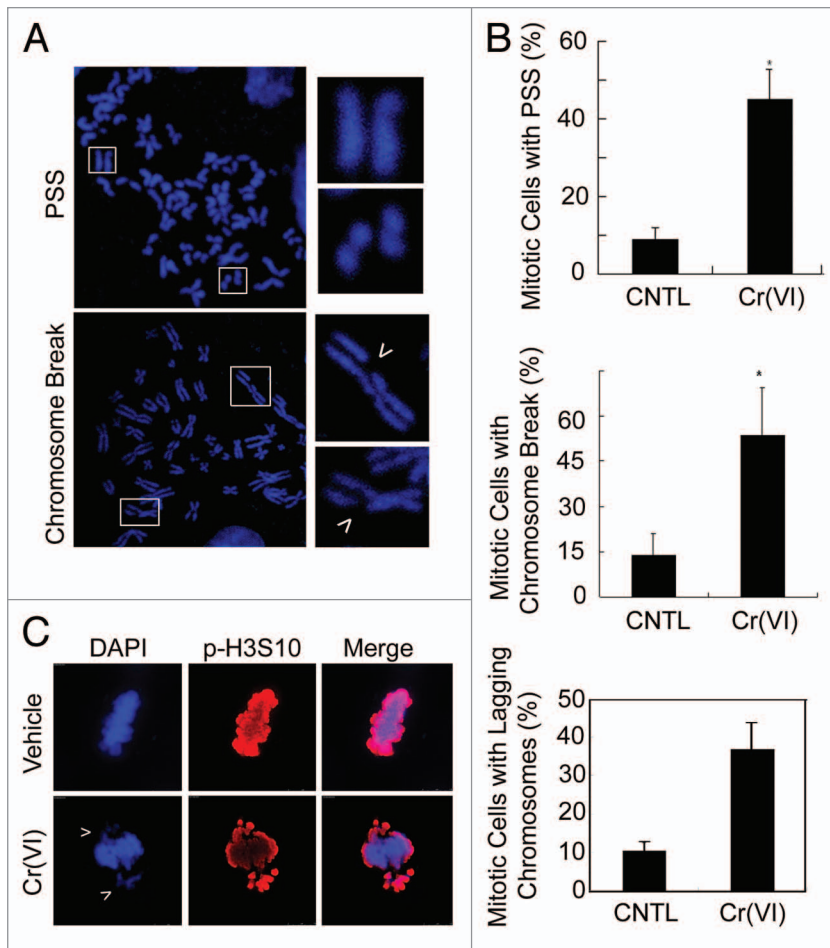 A
PSS
Chromosome Break
>
>
B
Mitotic Cells with PSS (%)
60
40
20
0
CNTL
Cr(VI)
*
Mitotic Cells with
Chromosome Break (%)
60
45
30
15
0
CNTL
Cr(VI)
*
Mitotic Cells with Lagging
Chromosomes (%)
50
40
30
20
10
0
CNTL
Cr(VI)
C
DAPI
p-H3S10
Merge
Vehicle
Cr(VI)
>
>